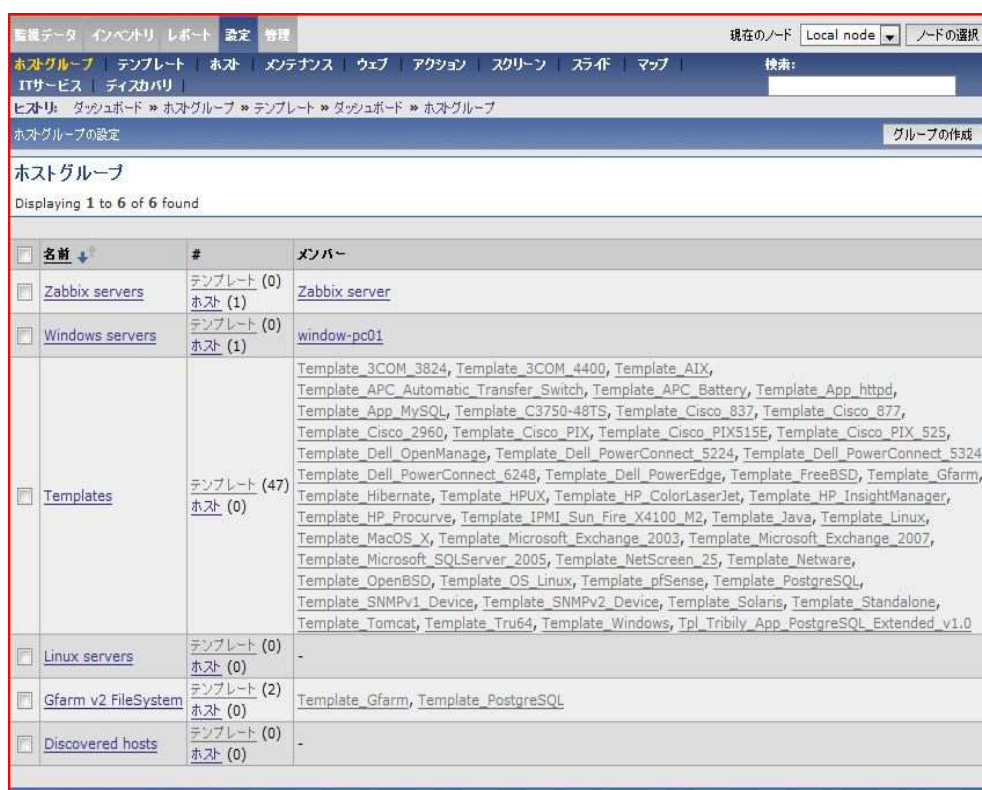 監視データ インベントリ レポート 設定 管理 現在のノード Local node ノードの選択
ホストグループ | テンプレート | ホスト | メンテナンス | ウェブ | アクション | スクリーン | スライド | マップ | 検索:
ITサービス | ディスカバリ |
ヒストリ: ダッシュボード » ホストグループ » テンプレート » ダッシュボード » ホストグループ
ホストグループの設定 グループの作成
ホストグループ
Displaying 1 to 6 of 6 found
名前 # メンバー
Zabbix servers テンプレート (0) ホスト (1) Zabbix server
Windows servers テンプレート (0) ホスト (1) window-pc01
Templates テンプレート (47) ホスト (0)
Template_3COM_3824, Template_3COM_4400, Template_AIX,
Template_APC_Automatic_Transfer_Switch, Template_APC_Battery, Template_App_httpd,
Template_App_MySQL, Template_C3750-48TS, Template_Cisco_837, Template_Cisco_877,
Template_Cisco_2960, Template_Cisco_PIX, Template_Cisco_PIX515E, Template_Cisco_PIX_525,
Template_Dell_OpenManage, Template_Dell_PowerConnect_5224, Template_Dell_PowerConnect_5324
Template_Dell_PowerConnect_6248, Template_Dell_PowerEdge, Template_FreeBSD, Template_Gfarm,
Template_Hibernate, Template_HPUX, Template_HP_ColorLaserJet, Template_HP_InsightManager,
Template_HP_Procurve, Template_IPMI_Sun_Fire_X4100_M2, Template_Java, Template_Linux,
Template_MacOS_X, Template_Microsoft_Exchange_2003, Template_Microsoft_Exchange_2007,
Template_Microsoft_SQLServer_2005, Template_NetScreen_25, Template_Netware,
Template_OpenBSD, Template_OS_Linux, Template_pfSense, Template_PostgreSQL,
Template_SNMPv1_Device, Template_SNMPv2_Device, Template_Solaris, Template_Standalone,
Template_Tomcat, Template_Tru64, Template_Windows, Tpl_Tribily_App_PostgreSQL_Extended_v1.0
Linux servers テンプレート (0) ホスト (0) -
Gfarm v2 FileSystem テンプレート (2) ホスト (0) Template_Gfarm, Template_PostgreSQL
Discovered hosts テンプレート (0) ホスト (0) -